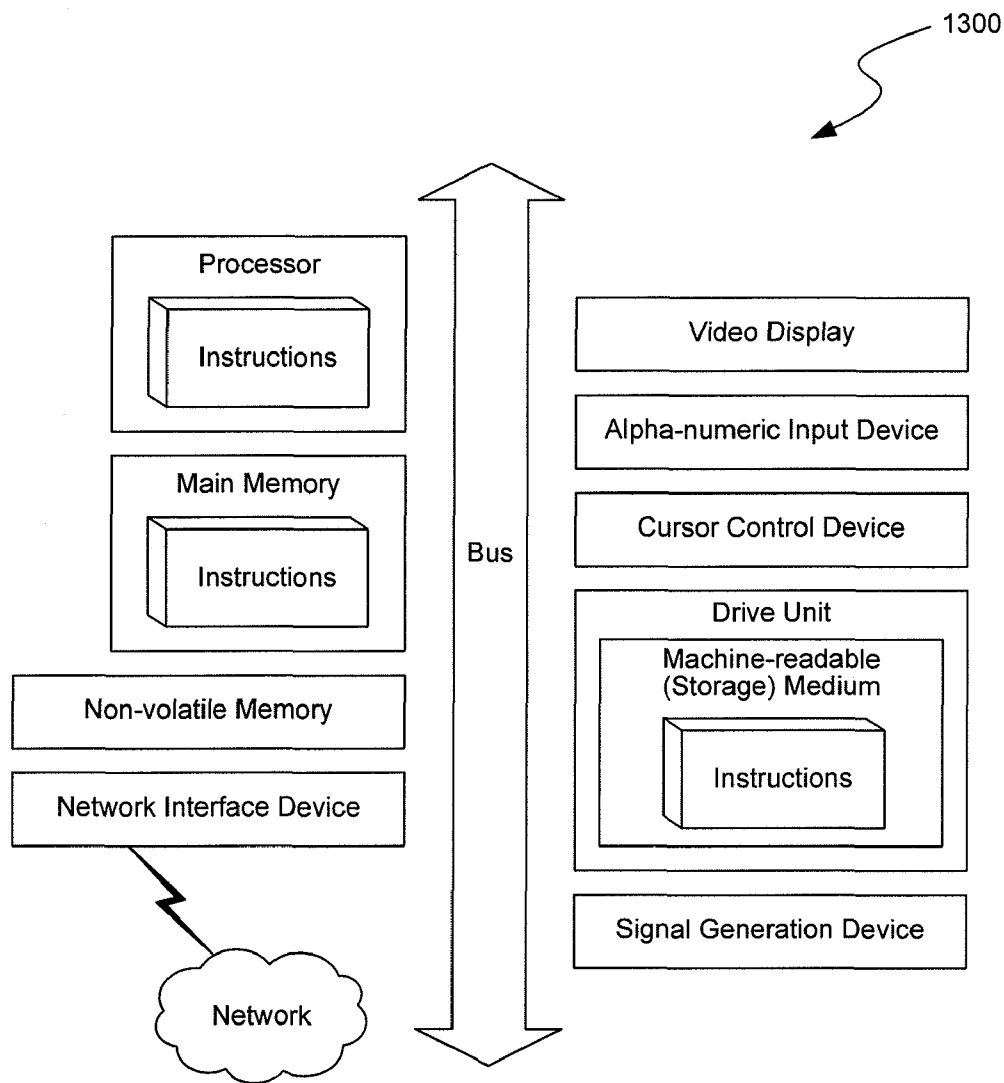 1300
Processor
Instructions
Main Memory
Instructions
Non-volatile Memory
Network Interface Device
Network
Bus
Video Display
Alpha-numeric Input Device
Cursor Control Device
Drive Unit
Machine-readable
(Storage) Medium
Instructions
Signal Generation Device